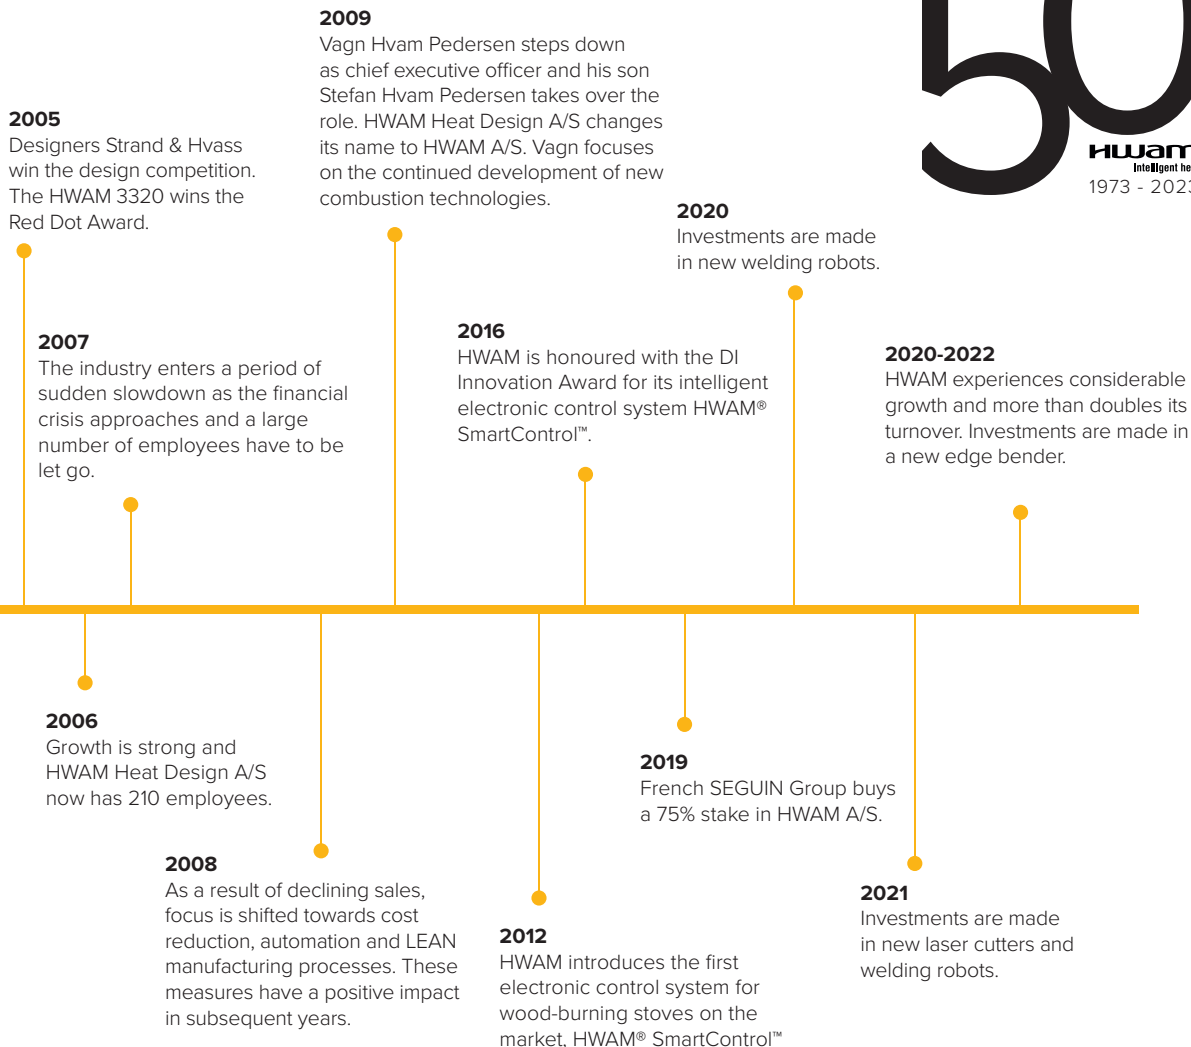 2009
Vagn Hvam Pedersen steps down
as chief executive officer and his son
Stefan Hvam Pedersen takes over the
role. HWAM Heat Design A/S changes
its name to HWAM A/S. Vagn focuses
on the continued development of new
combustion technologies.
50
HWAM
Intelligent he
1973 - 2023
2005
Designers Strand & Hvass
win the design competition.
The HWAM 3320 wins the
Red Dot Award.
2020
Investments are made
in new welding robots.
2007
The industry enters a period of
sudden slowdown as the financial
crisis approaches and a large
number of employees have to be
let go.
2016
HWAM is honoured with the DI
Innovation Award for its intelligent
electronic control system HWAM®
SmartControl™.
2020-2022
HWAM experiences considerable
growth and more than doubles its
turnover. Investments are made in
a new edge bender.
2006
Growth is strong and
HWAM Heat Design A/S
now has 210 employees.
2019
French SEGUIN Group buys
a 75% stake in HWAM A/S.
2008
As a result of declining sales,
focus is shifted towards cost
reduction, automation and LEAN
manufacturing processes. These
measures have a positive impact
in subsequent years.
2012
HWAM introduces the first
electronic control system for
wood-burning stoves on the
market, HWAM® SmartControl™
2021
Investments are made
in new laser cutters and
welding robots.